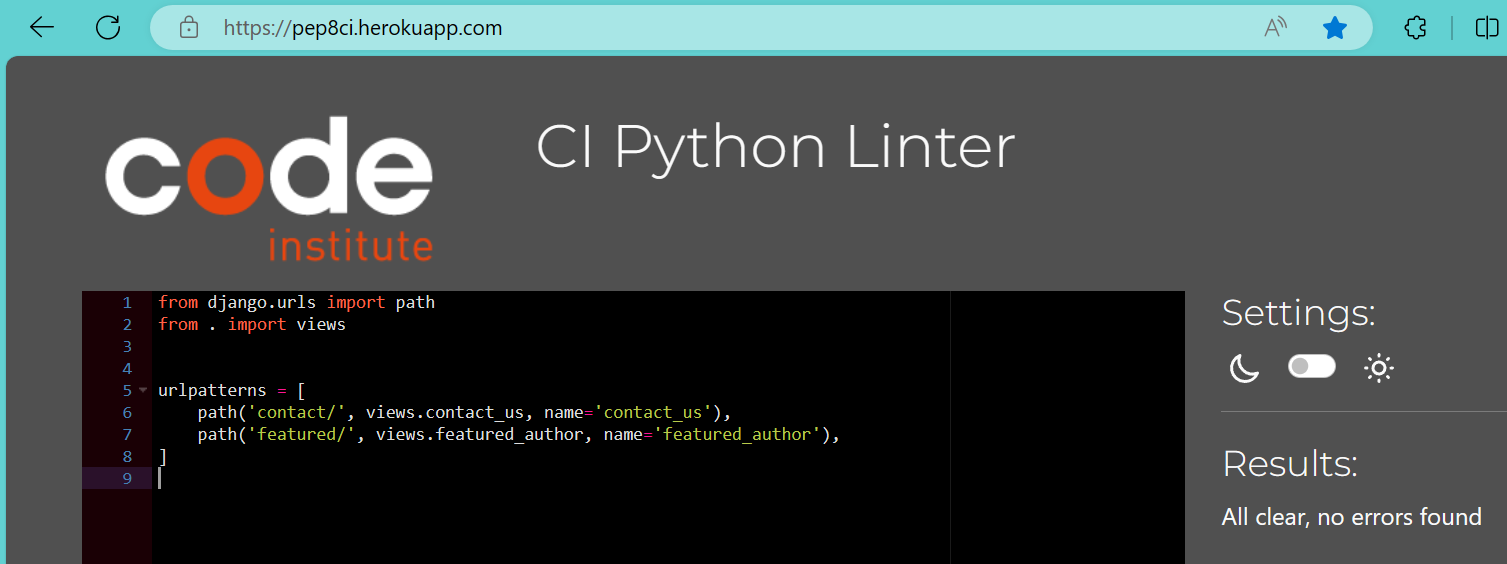 https://pep8ci.herokuapp.com
code
institute
CI Python Linter
1 from django.urls import path
2 from . import views
3
4
5 urlpatterns = [
6     path('contact/', views.contact_us, name='contact_us'),
7     path('featured/', views.featured_author, name='featured_author'),
8 ]
9
Settings:
Results:
All clear, no errors found